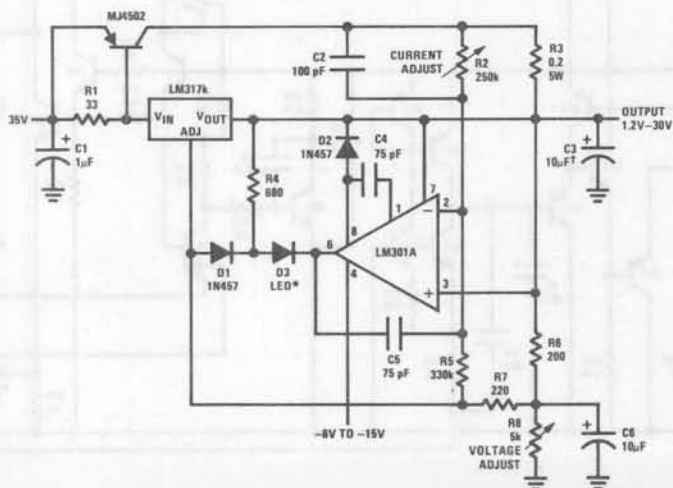 MJ4502
C2
100 pF
CURRENT
ADJUST
R2
250k
R3
0.2
5W
R1
33
LM317k
35V
VIN
VOUT
ADJ
OUTPUT
1.2V–30V
C1
1μF
D2
1N457
C4
75 pF
C3
10μF†
R4
680
1
7
2
8
6
LM301A
4
3
D1
1N457
D3
LED*
C5
75 pF
R5
330k
R6
200
R7
220
–6V TO –15V
R8
5k
VOLTAGE
ADJUST
C6
10μF